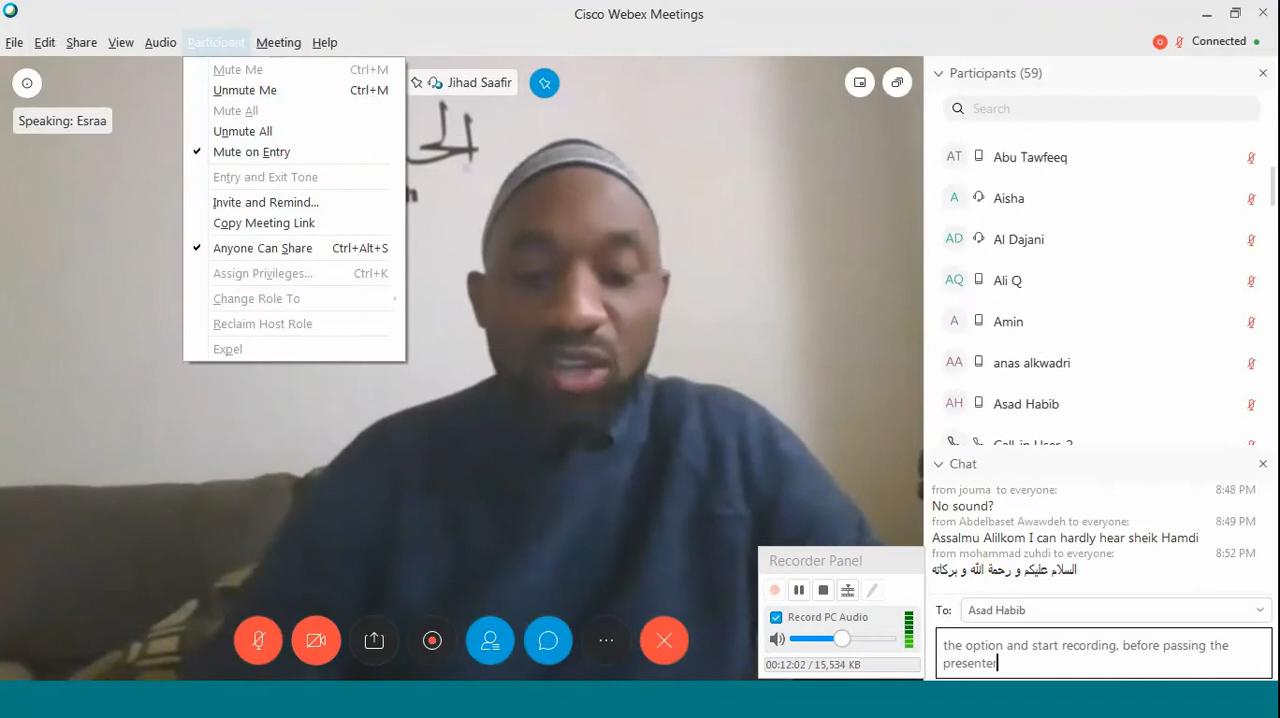 Cisco Webex Meetings
File Edit Share View Audio Participant Meeting Help
Connected
Mute Me Ctrl+M
Unmute Me Ctrl+M
Mute All
Unmute All
Mute on Entry
Entry and Exit Tone
Invite and Remind...
Copy Meeting Link
Anyone Can Share Ctrl+Alt+S
Assign Privileges... Ctrl+K
Change Role To
Reclaim Host Role
Expel
Speaking: Esraa
Jihad Saafir
Participants (59)
Search
AT Abu Tawfeeq
A Aisha
AD Al Dajani
AQ Ali Q
A Amin
AA anas alkwadri
AH Asad Habib
Call-in User_2
Chat
from jouma to everyone: 8:48 PM
No sound?
from Abdelbaset Awawdeh to everyone: 8:49 PM
Assalmu Alilkom I can hardly hear sheik Hamdi
from mohammad zuhdi to everyone: 8:52 PM
السلام عليكم و رحمة الله و بركاته
To: Asad Habib
the option and start recording, before passing the
presenter
Recorder Panel
Record PC Audio
00:12:02 / 15,534 KB